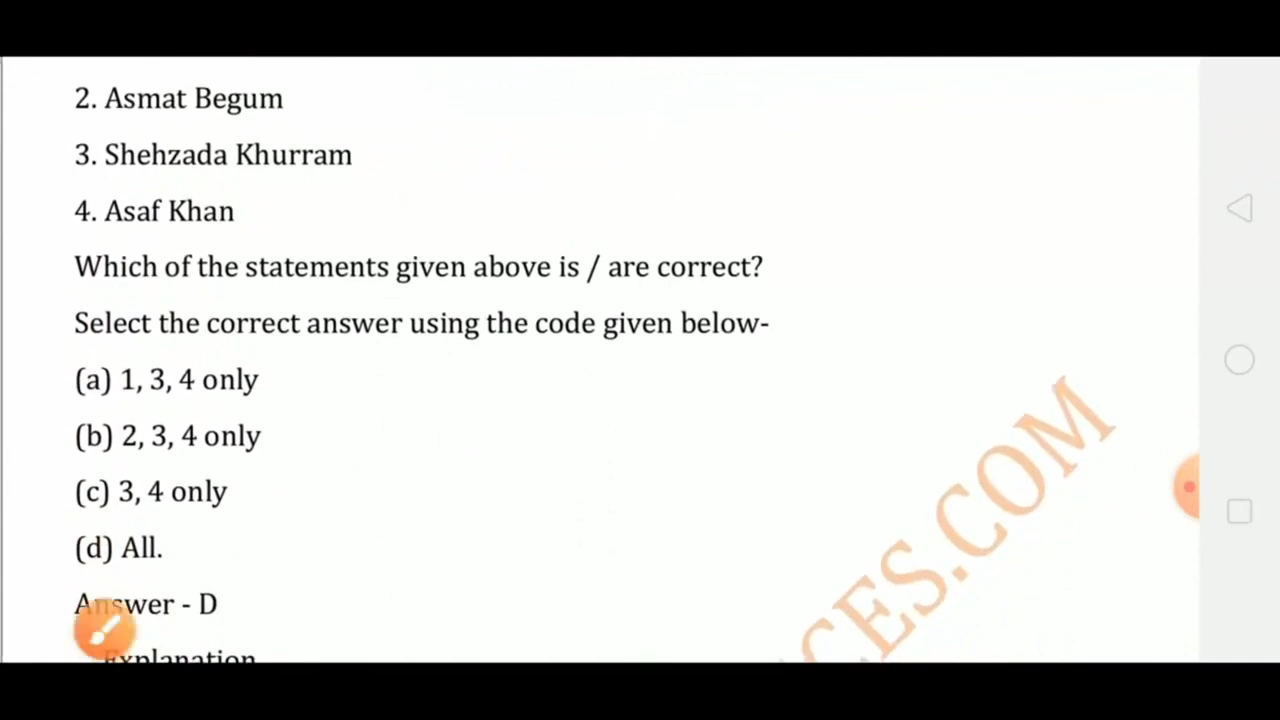 2. Asmat Begum
3. Shehzada Khurram
4. Asaf Khan
Which of the statements given above is / are correct?
Select the correct answer using the code given below-
(a) 1, 3, 4 only
(b) 2, 3, 4 only
(c) 3, 4 only
(d) All.
Answer - D
Explanation
CES.COM